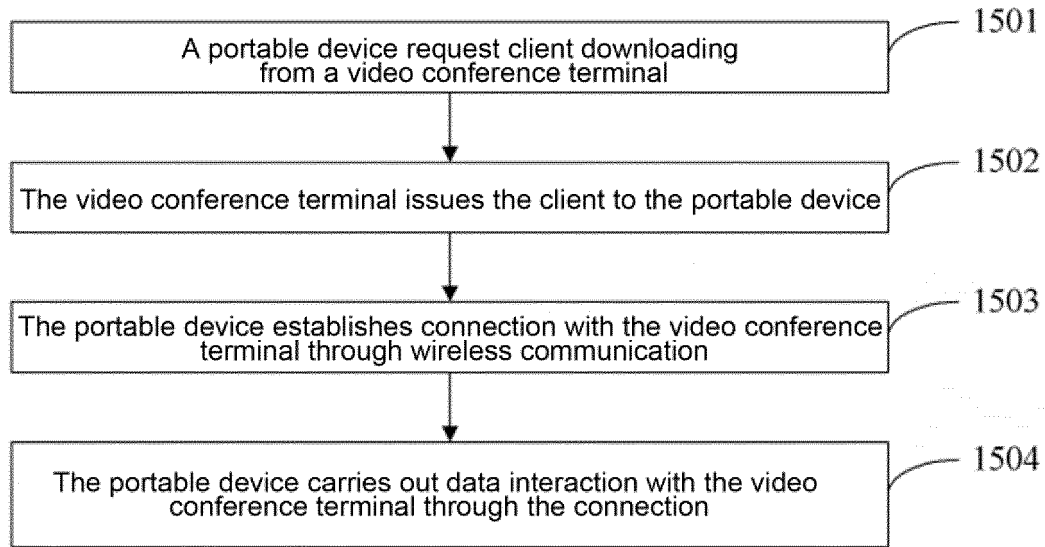 1501
A portable device request client downloading
from a video conference terminal
1502
The video conference terminal issues the client to the portable device
1503
The portable device establishes connection with the video conference
terminal through wireless communication
1504
The portable device carries out data interaction with the video
conference terminal through the connection